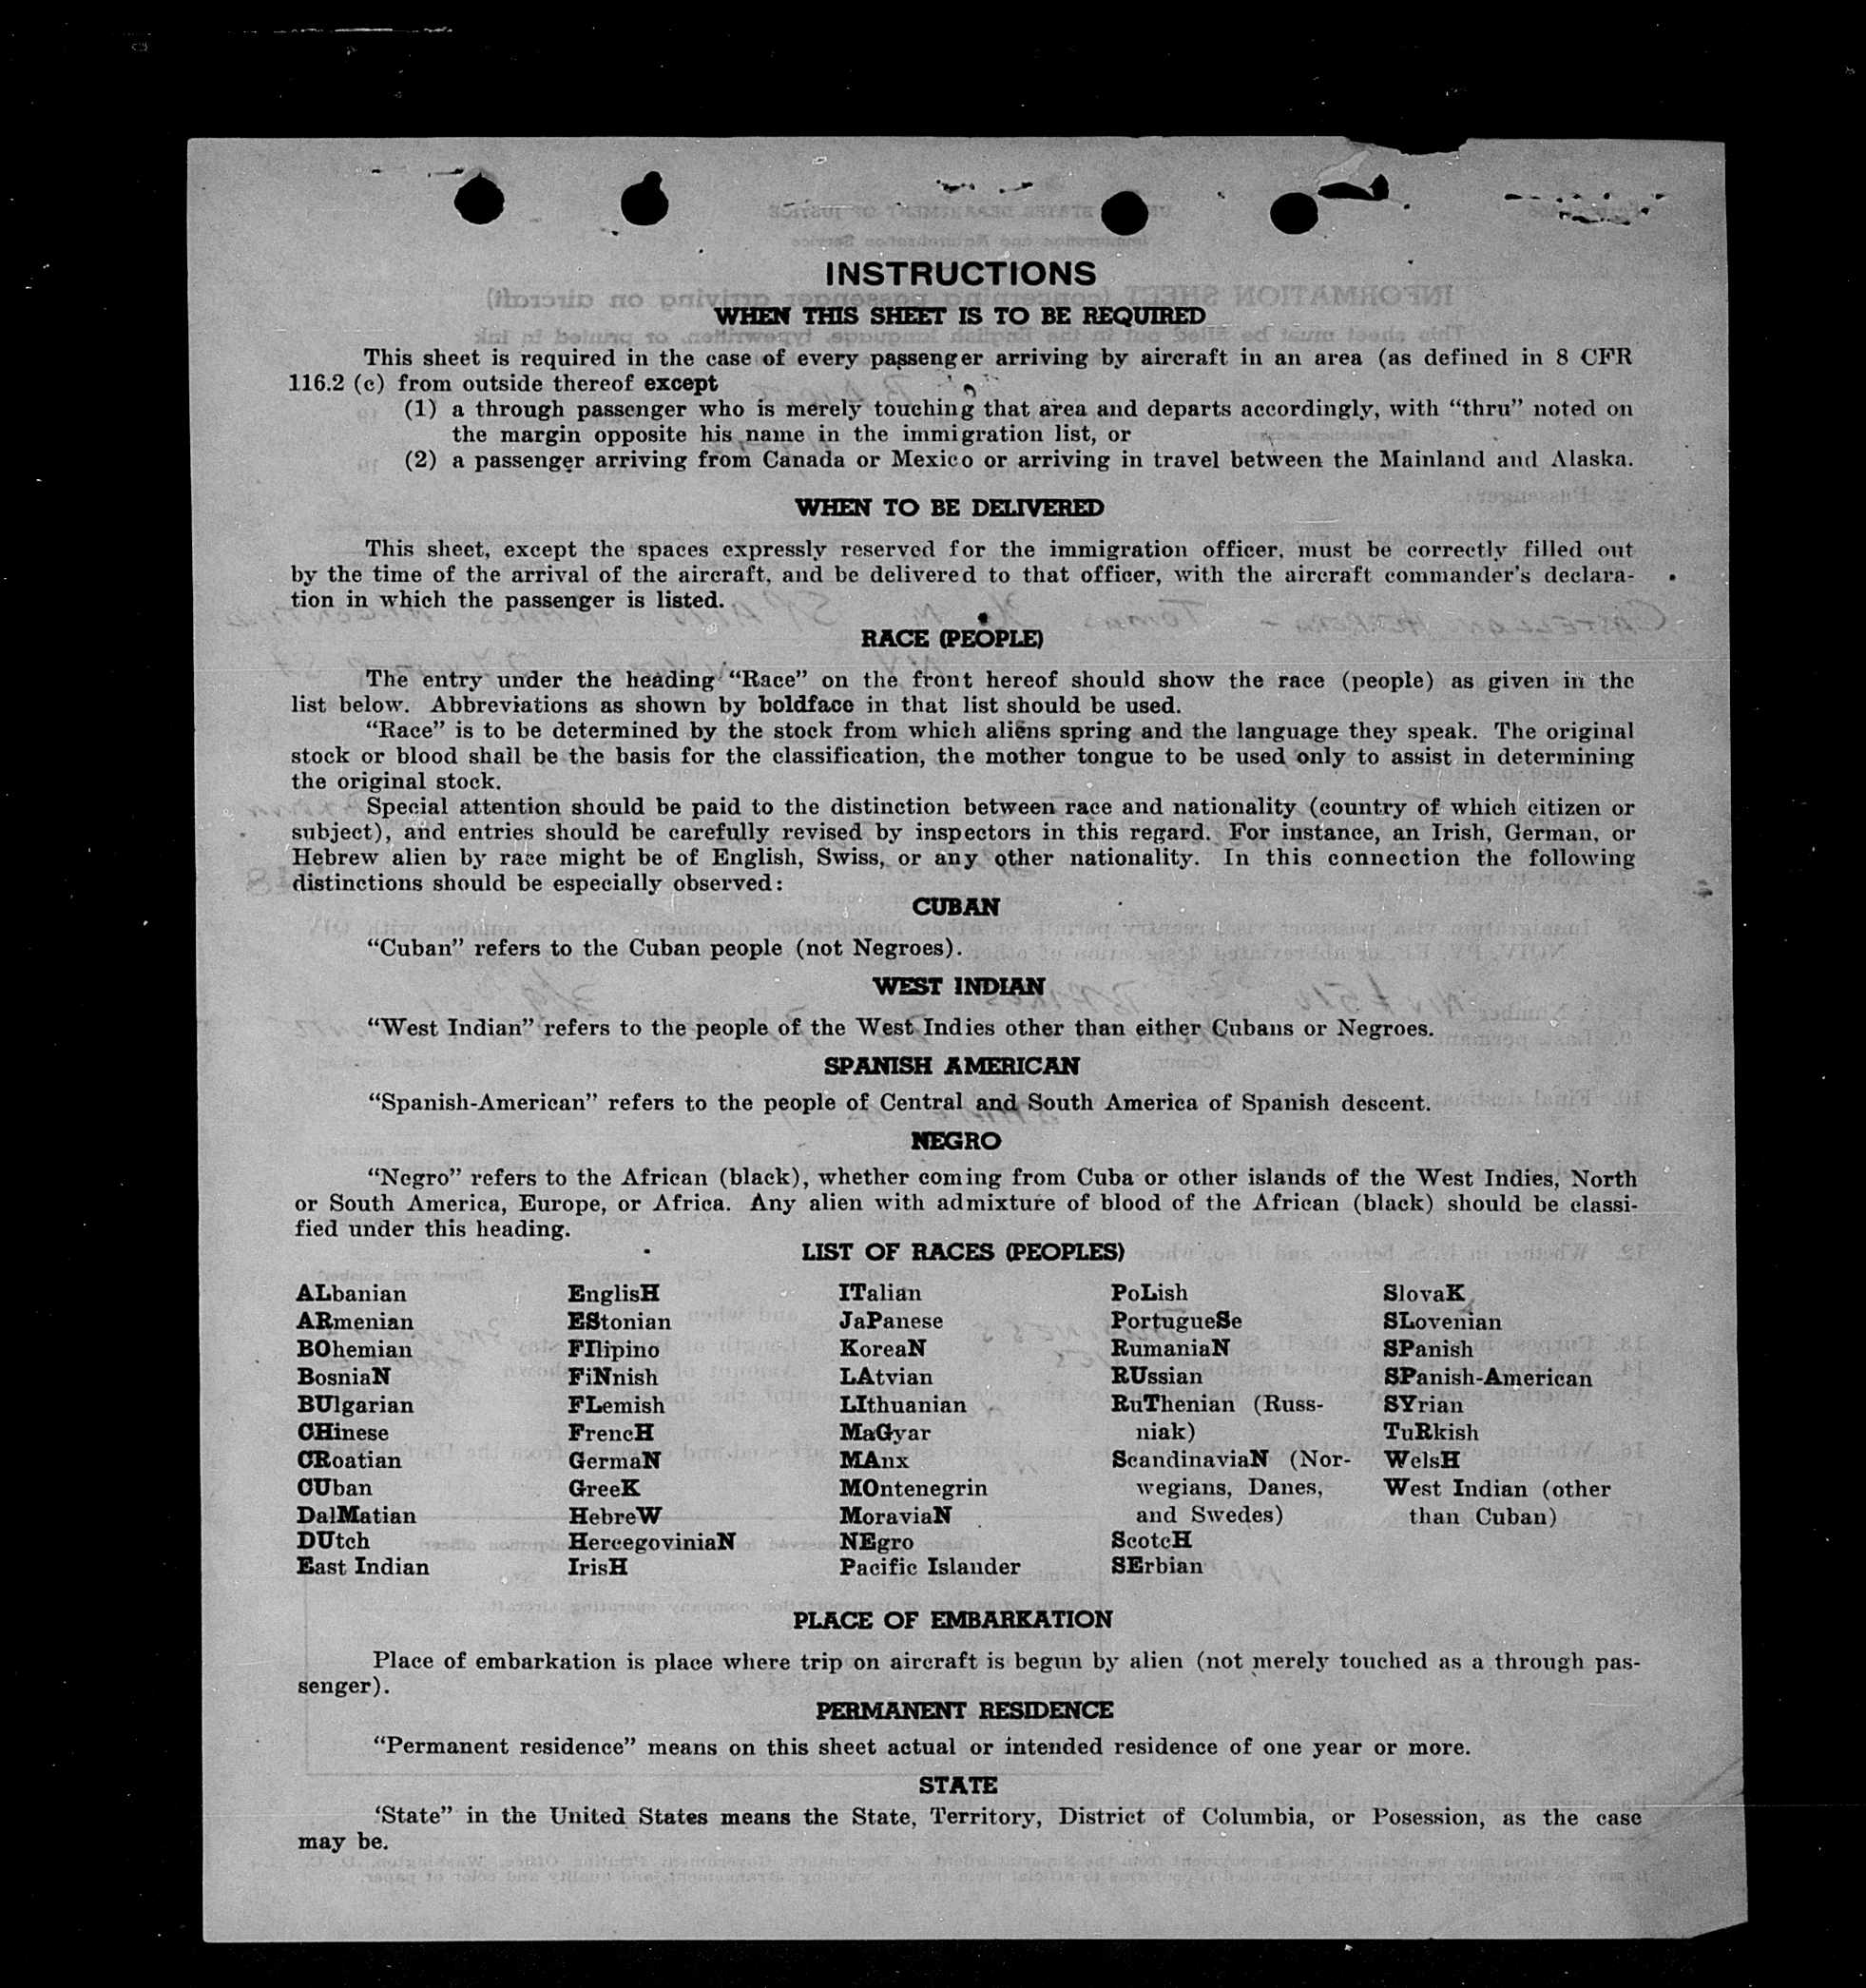 INSTRUCTIONS
WHEN THIS SHEET IS TO BE REQUIRED
This sheet is required in the case of every passenger arriving by aircraft in an area (as defined in 8 CFR
116.2 (c) from outside thereof except
(1) a through passenger who is merely touching that area and departs accordingly, with “thru” noted on
the margin opposite his name in the immigration list, or
(2) a passenger arriving from Canada or Mexico or arriving in travel between the Mainland and Alaska.
WHEN TO BE DELIVERED
This sheet, except the spaces expressly reserved for the immigration officer, must be correctly filled out
by the time of the arrival of the aircraft, and be delivered to that officer, with the aircraft commander’s declara-
tion in which the passenger is listed.
RACE (PEOPLE)
The entry under the heading “Race” on the front hereof should show the race (people) as given in the
list below. Abbreviations as shown by boldface in that list should be used.
“Race” is to be determined by the stock from which aliens spring and the language they speak. The original
stock or blood shall be the basis for the classification, the mother tongue to be used only to assist in determining
the original stock.
Special attention should be paid to the distinction between race and nationality (country of which citizen or
subject), and entries should be carefully revised by inspectors in this regard. For instance, an Irish, German, or
Hebrew alien by race might be of English, Swiss, or any other nationality. In this connection the following
distinctions should be especially observed:
CUBAN
“Cuban” refers to the Cuban people (not Negroes).
WEST INDIAN
“West Indian” refers to the people of the West Indies other than either Cubans or Negroes.
SPANISH AMERICAN
“Spanish-American” refers to the people of Central and South America of Spanish descent.
NEGRO
“Negro” refers to the African (black), whether coming from Cuba or other islands of the West Indies, North
or South America, Europe, or Africa. Any alien with admixture of blood of the African (black) should be classi-
fied under this heading.
LIST OF RACES (PEOPLES)
ALbanian
ARmenian
BOhemian
BosniaN
BUlgarian
CHinese
CRoatian
CUban
DalMatian
DUtch
East Indian
EnglisH
EStonian
FIlipino
FiNnish
FLemish
FrencH
GermaN
GreeK
HebreW
HercegoviniaN
IrisH
ITalian
JaPanese
KoreaN
LAtvian
LIthuanian
MaGyar
MAnx
MOntenegrin
MoraviaN
NEgro
Pacific Islander
PoLish
PortugueSe
RumaniaN
RUssian
RuThenian (Russ-
niak)
ScandinaviaN (Nor-
wegians, Danes,
and Swedes)
ScotcH
SErbian
SlovaK
SLovenian
SPanish
SPanish-American
SYrian
TuRkish
WelsH
West Indian (other
than Cuban)
PLACE OF EMBARKATION
Place of embarkation is place where trip on aircraft is begun by alien (not merely touched as a through pas-
senger).
PERMANENT RESIDENCE
“Permanent residence” means on this sheet actual or intended residence of one year or more.
STATE
‘State” in the United States means the State, Territory, District of Columbia, or Posession, as the case
may be.